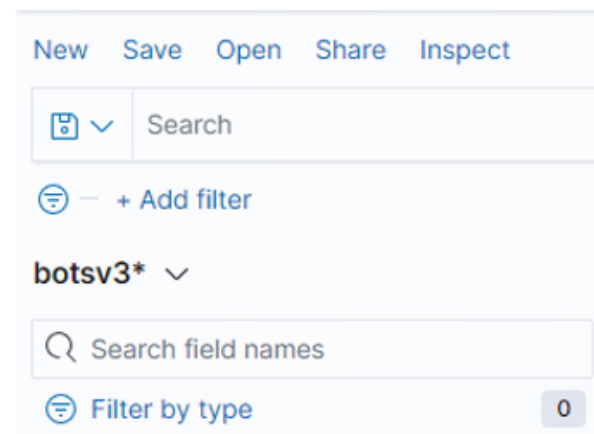 New Save Open Share Inspect
Search
+ Add filter
botsv3*
Search field names
Filter by type 0